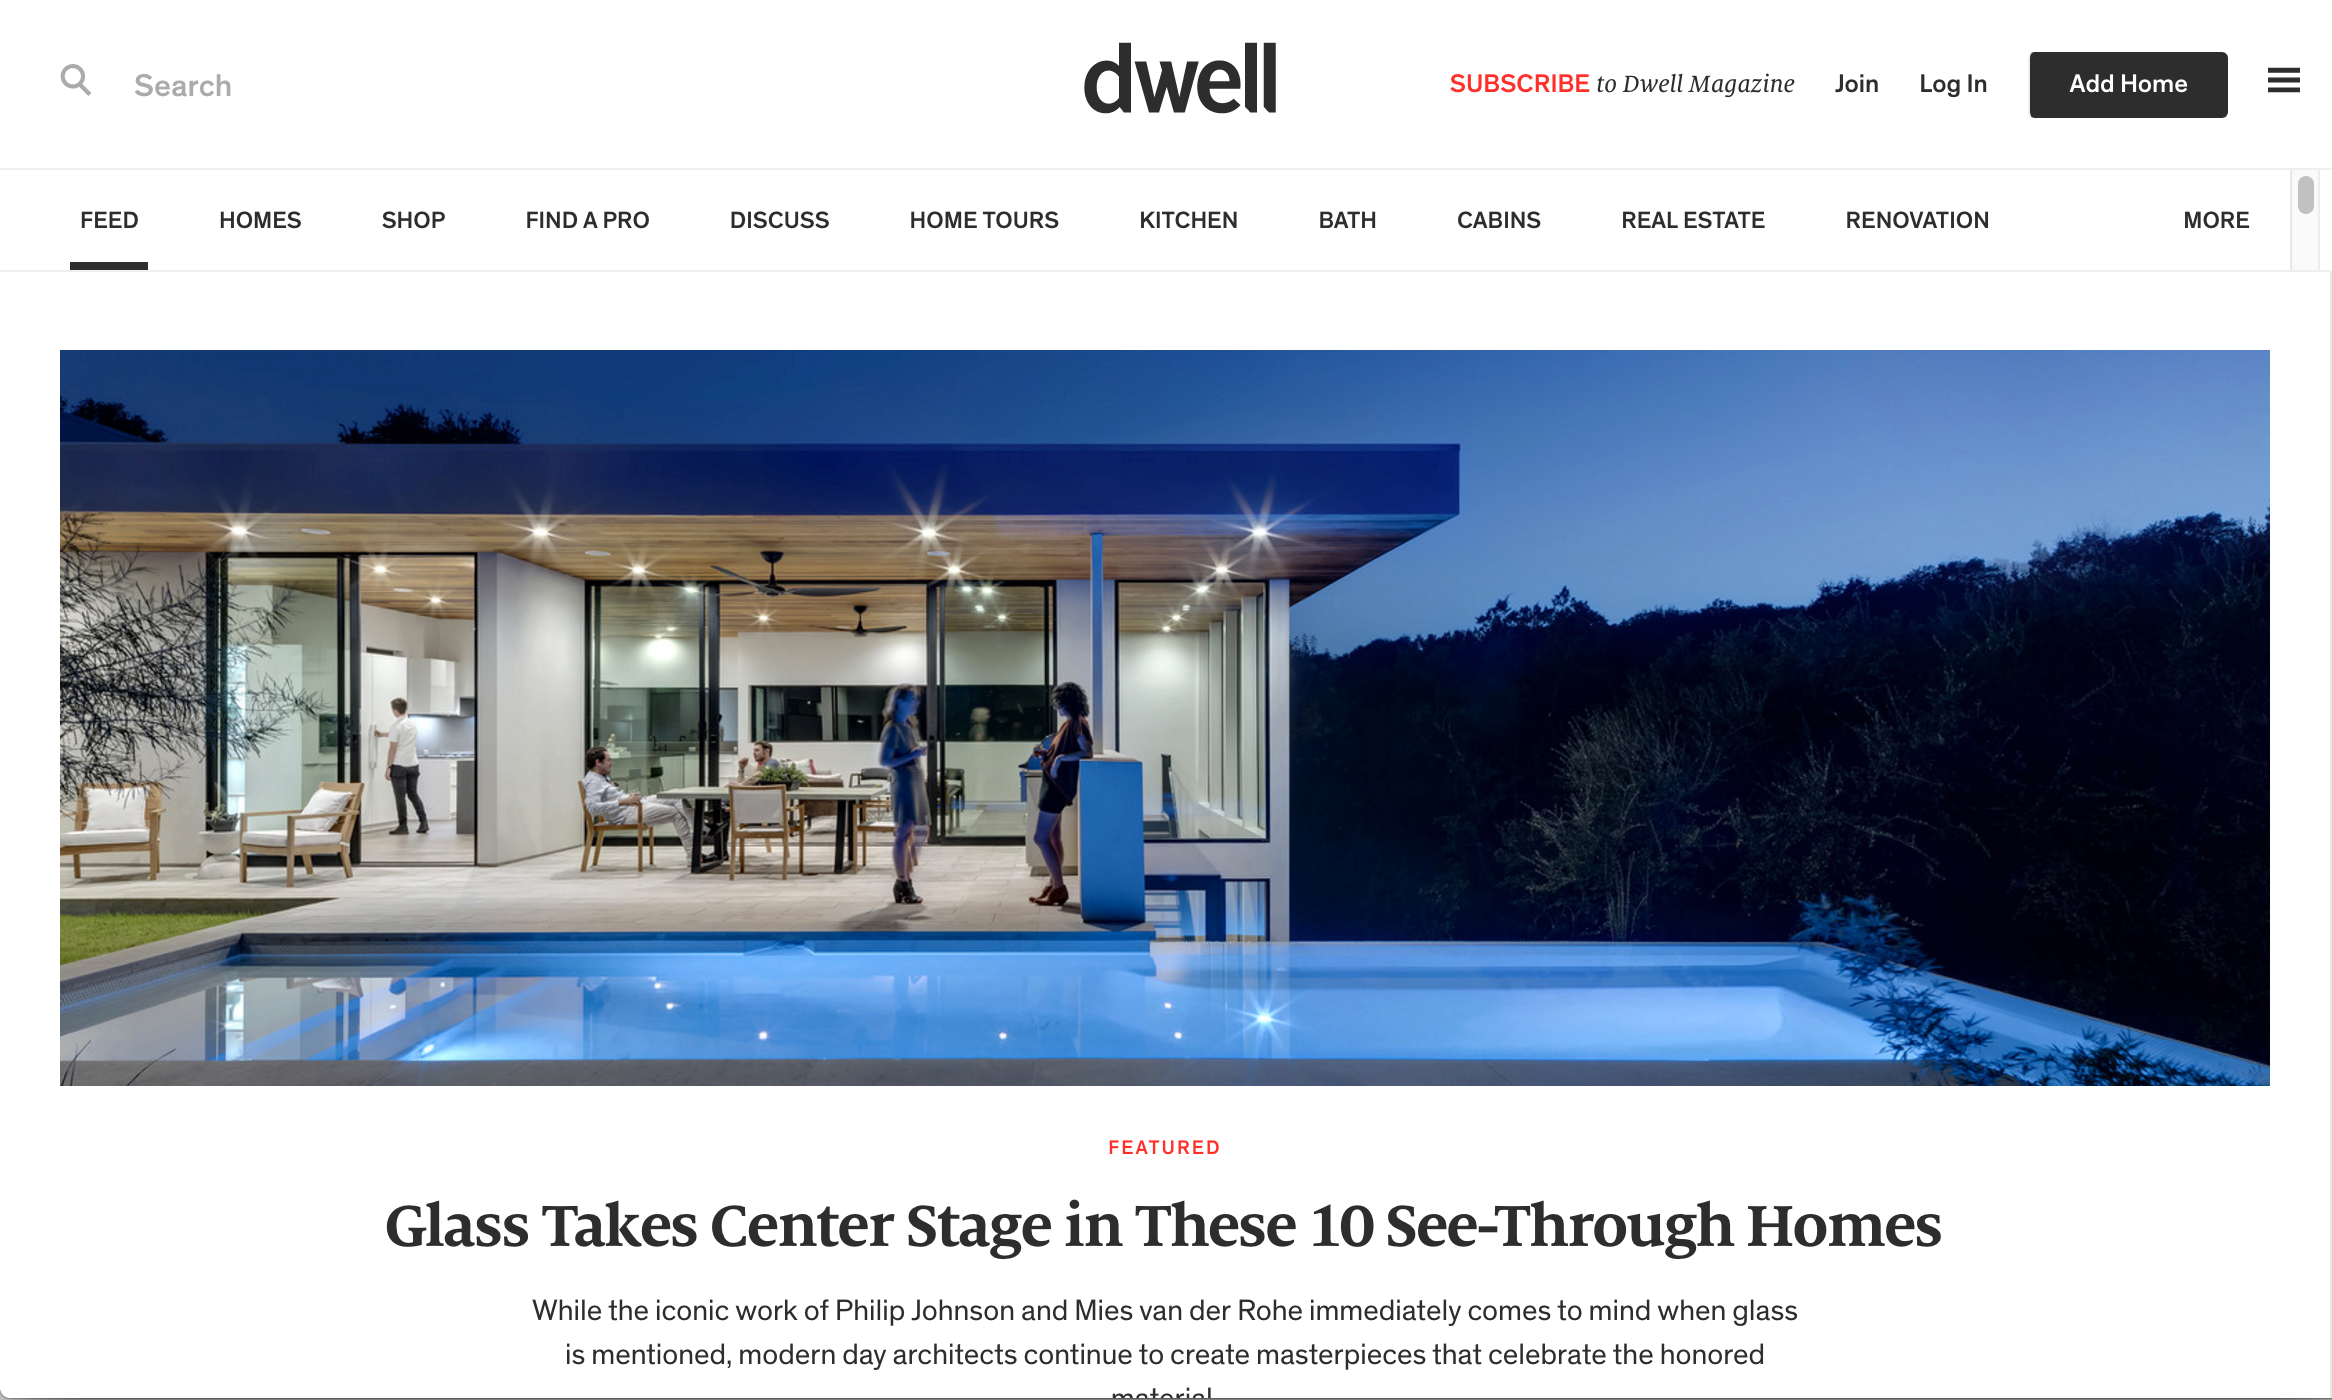 Search
dwell
SUBSCRIBE to Dwell Magazine
Join
Log In
Add Home
FEED
HOMES
SHOP
FIND A PRO
DISCUSS
HOME TOURS
KITCHEN
BATH
CABINS
REAL ESTATE
RENOVATION
MORE
FEATURED
Glass Takes Center Stage in These 10 See-Through Homes
While the iconic work of Philip Johnson and Mies van der Rohe immediately comes to mind when glass
is mentioned, modern day architects continue to create masterpieces that celebrate the honored
material.